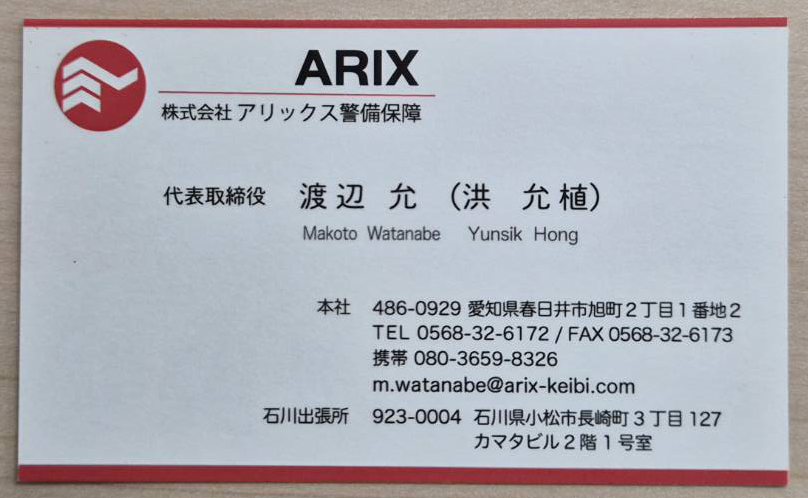 ARIX
株式会社 アリックス警備保障
代表取締役 渡辺 允 (洪 允植)
Makoto Watanabe Yunsik Hong
本社 486-0929 愛知県春日井市旭町2丁目1番地2
TEL 0568-32-6172 / FAX 0568-32-6173
携帯 080-3659-8326
m.watanabe@arix-keibi.com
石川出張所 923-0004 石川県小松市長崎町3丁目127
カマタビル2階1号室